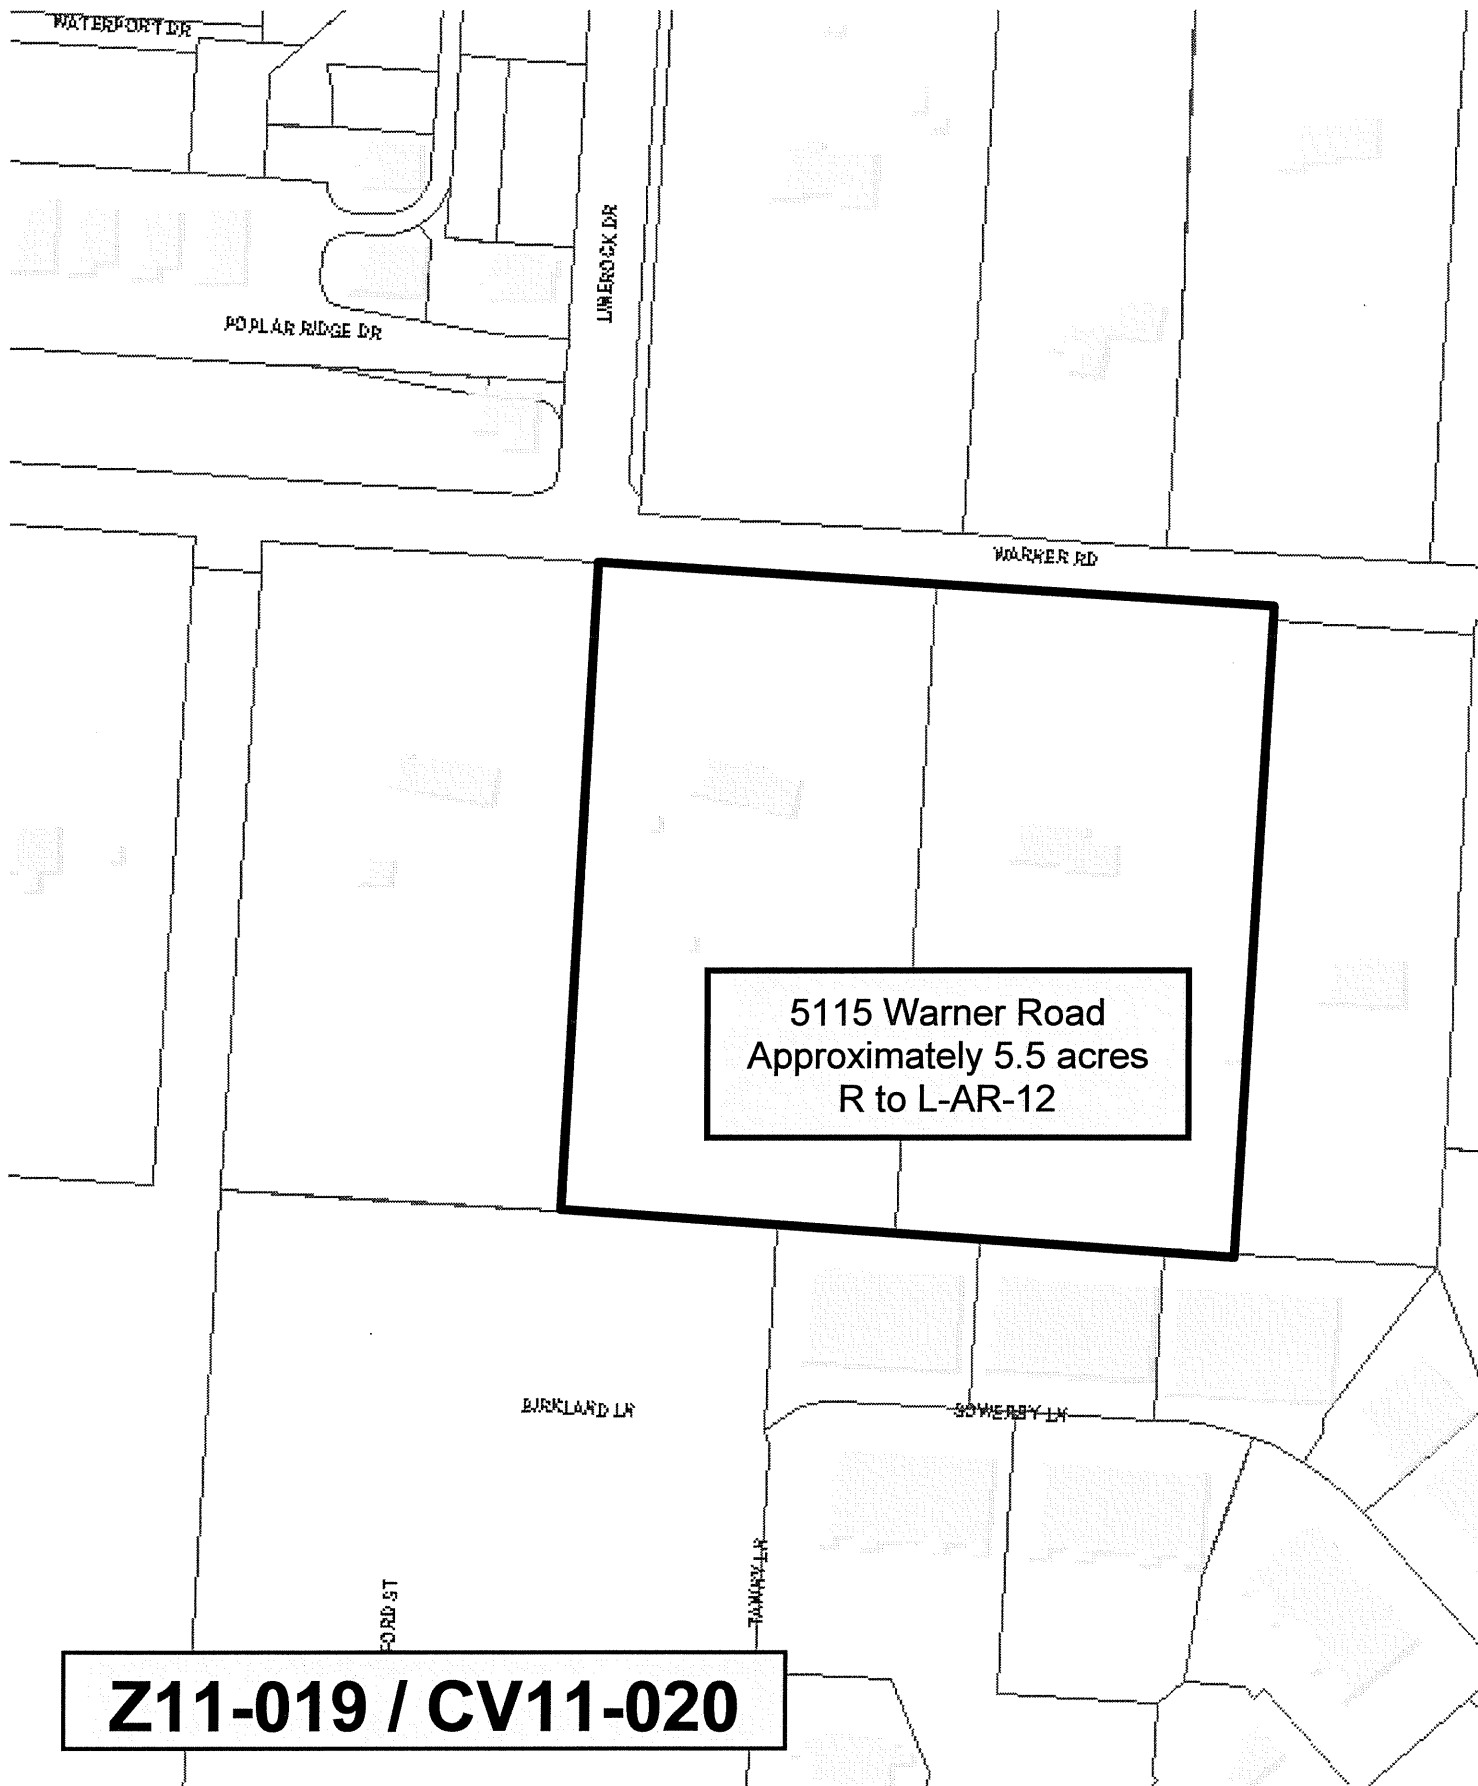 WATERPORT DR
LIMEROCK DR
POPLAR RIDGE DR
WARNER RD
5115 Warner Road
Approximately 5.5 acres
R to L-AR-12
BIRKLAND LN
SOWERBY LN
FORD ST
Z11-019 / CV11-020